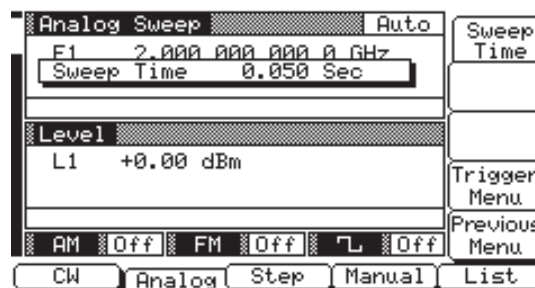 Analog Sweep Auto
F1 2.000 000 000 0 GHz
Sweep Time 0.050 Sec
Level
L1 +0.00 dBm
AM Off FM Off Off
Sweep
Time
Trigger
Menu
Previous
Menu
CW Analog Step Manual List